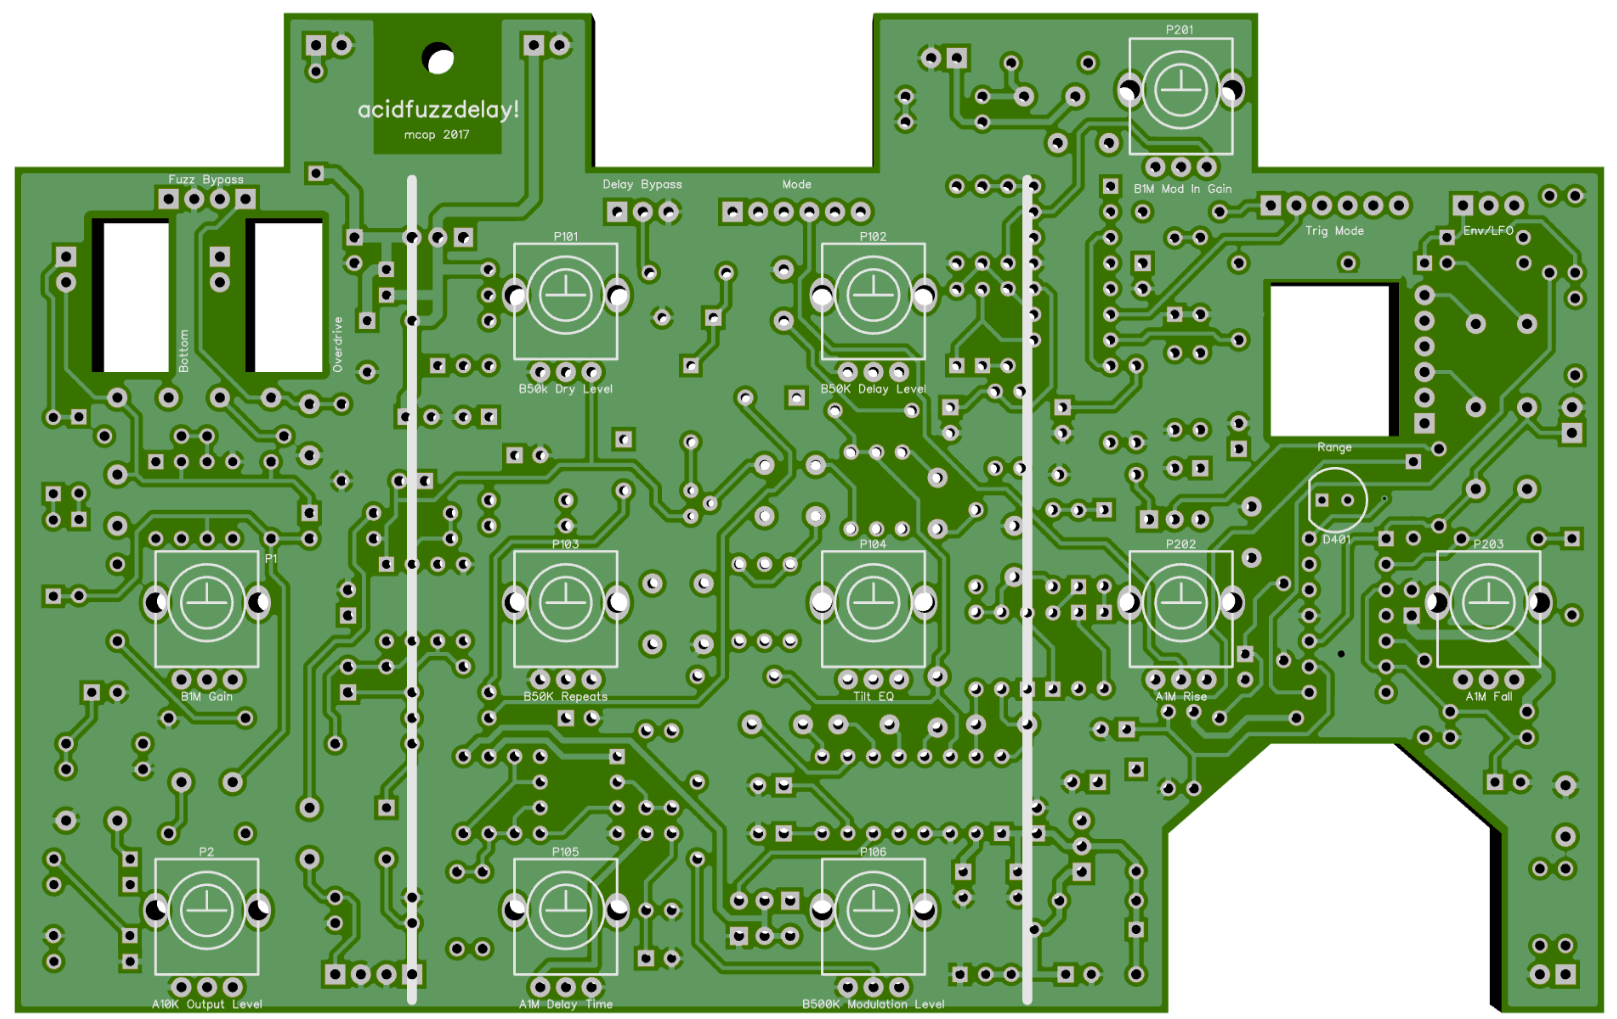 P201
acidfuzzdelay!
mcop 2017
Fuzz Bypass
Delay Bypass
Mode
B1M Mod In Gain
Trig Mode
Env/LFO
P101
P102
Bottom
Overdrive
B50k Dry Level
B50K Delay Level
Range
D401
P1
P103
P104
P202
P203
B1M Gain
B50K Repeats
Tilt EQ
A1M Rise
A1M Fall
P2
P105
P106
A10K Output Level
A1M Delay Time
B500K Modulation Level